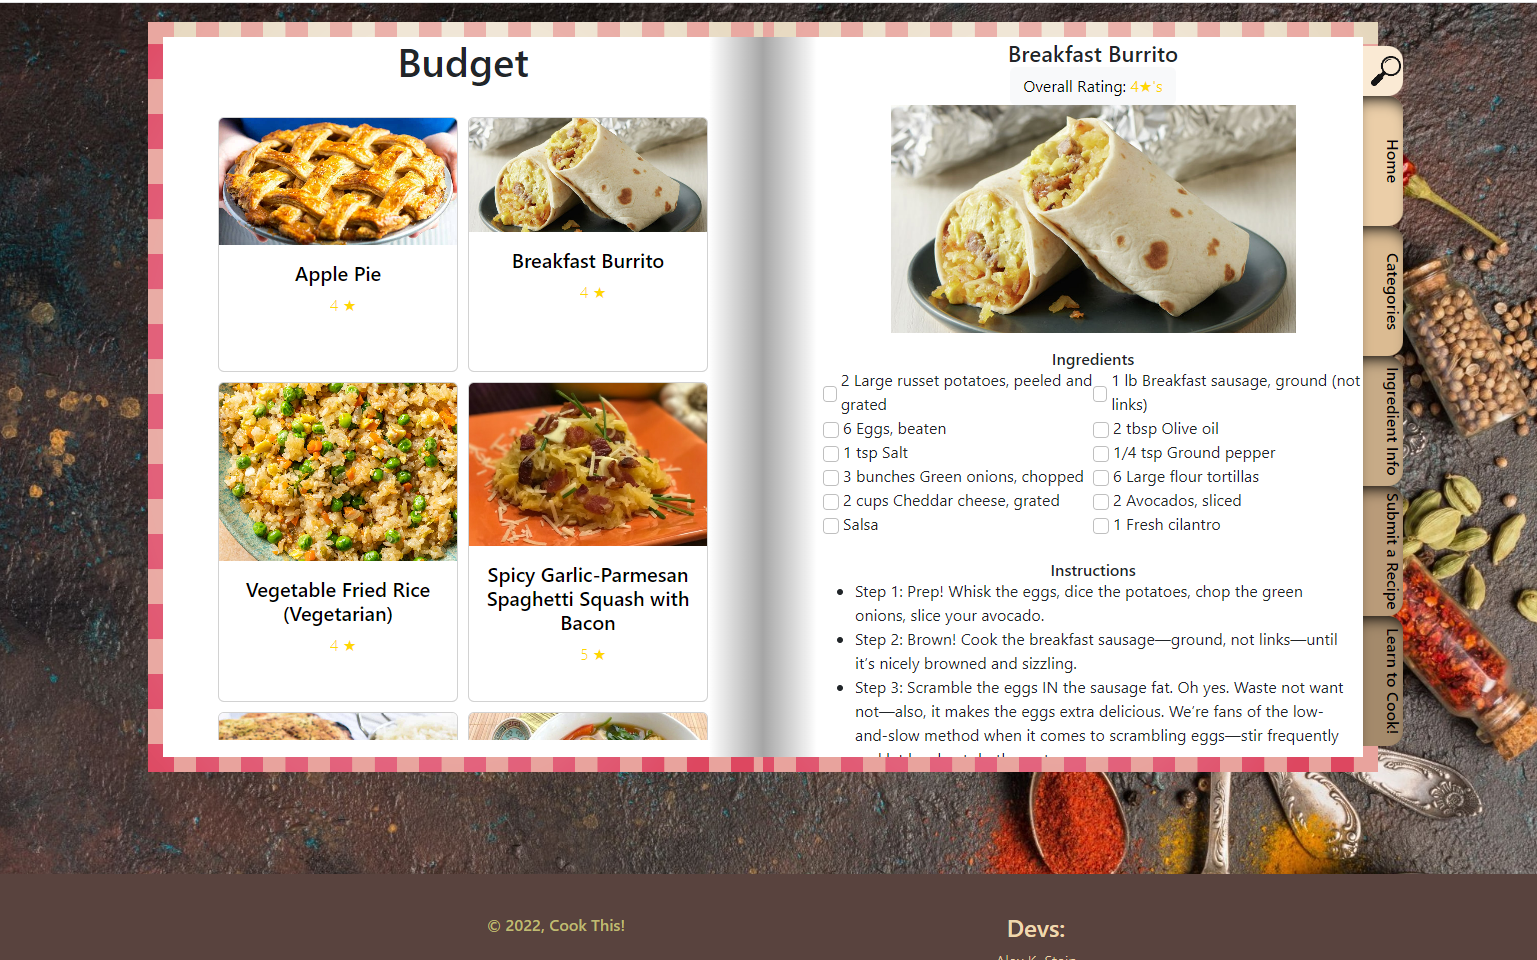 Budget
Apple Pie
4 ★
Breakfast Burrito
4 ★
Vegetable Fried Rice
(Vegetarian)
4 ★
Spicy Garlic-Parmesan
Spaghetti Squash with
Bacon
5 ★
Breakfast Burrito
Overall Rating: 4★'s
Ingredients
2 Large russet potatoes, peeled and
grated
1 lb Breakfast sausage, ground (not
links)
6 Eggs, beaten
2 tbsp Olive oil
1 tsp Salt
1/4 tsp Ground pepper
3 bunches Green onions, chopped
6 Large flour tortillas
2 cups Cheddar cheese, grated
2 Avocados, sliced
Salsa
1 Fresh cilantro
Instructions
Step 1: Prep! Whisk the eggs, dice the potatoes, chop the green
onions, slice your avocado.
Step 2: Brown! Cook the breakfast sausage—ground, not links—until
it's nicely browned and sizzling.
Step 3: Scramble the eggs IN the sausage fat. Oh yes. Waste not want
not—also, it makes the eggs extra delicious. We're fans of the low-
and-slow method when it comes to scrambling eggs—stir frequently
Home
Categories
Ingredient Info
Submit a Recipe
Learn to Cook!
© 2022, Cook This!
Devs:
Alex K. Stein